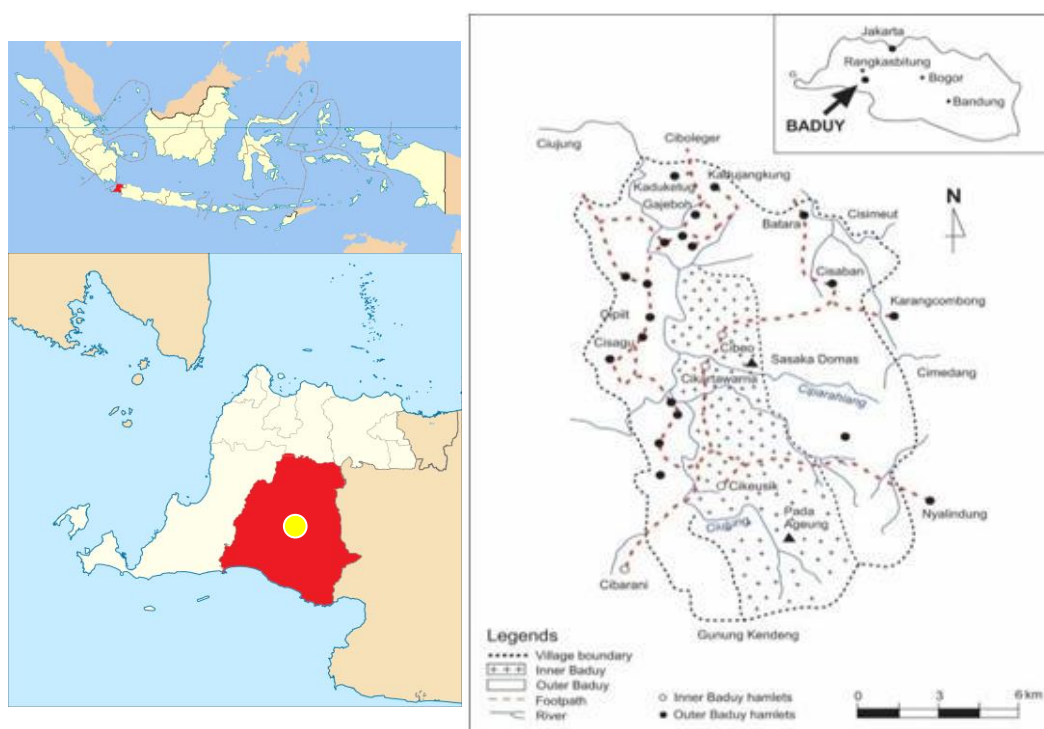 Jakarta
Rangkasbitung
Bogor
Bandung
BADUY
Ciujung
Ciboleger
Kaduketug
Kadujangkung
Gajeboh
Batara
Cisimeut
N
Cisaban
Karangcombong
Cipiit
Cisagu
Cibeo
Sasaka Domas
Cimedang
Cikartawarna
Ciparahiang
Cikeusik
Nyalindung
Pada
Ageung
Ciujung
Cibarani
Gunung Kendeng
Legends
Village boundary
Inner Baduy
Outer Baduy
Footpath
River
Inner Baduy hamlets
Outer Baduy hamlets
0 3 6 km